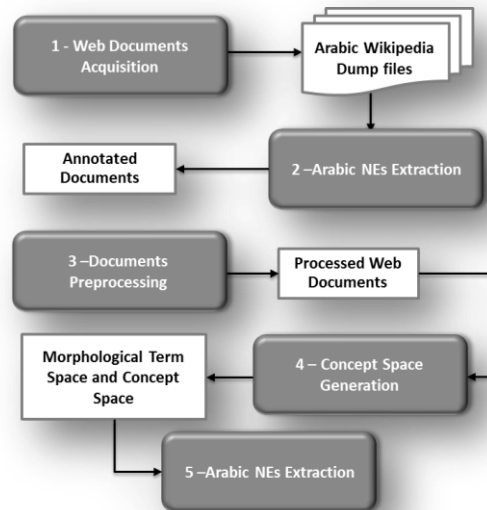 1 - Web Documents
Acquisition
Arabic Wikipedia
Dump files
2 –Arabic NEs Extraction
Annotated
Documents
3 –Documents
Preprocessing
Processed Web
Documents
4 – Concept Space
Generation
Morphological Term
Space and Concept
Space
5 –Arabic NEs Extraction